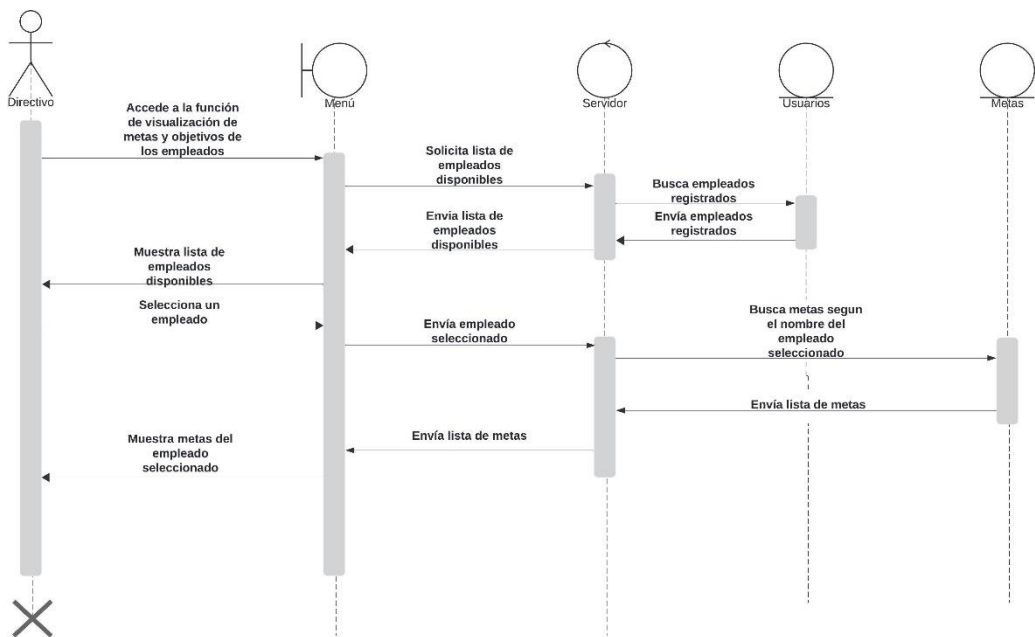 Directivo
Menú
Servidor
Usuarios
Metas
Accede a la función
de visualización de
metas y objetivos de
los empleados
Solicita lista de
empleados
disponibles
Busca empleados
registrados
Envía empleados
registrados
Envia lista de
empleados
disponibles
Muestra lista de
empleados
disponibles
Selecciona un
empleado
Envía empleado
seleccionado
Busca metas segun
el nombre del
empleado
seleccionado
Envía lista de metas
Envía lista de metas
Muestra metas del
empleado
seleccionado